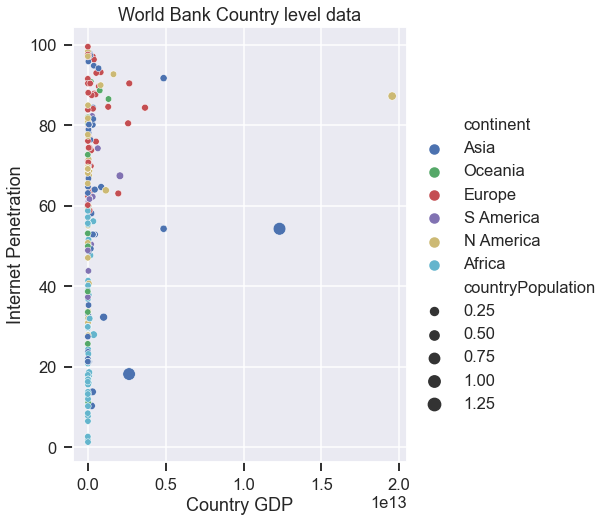 World Bank Country level data
Internet Penetration
100
80
60
40
20
0
0.0 0.5 1.0 1.5 2.0
1e13
Country GDP
continent
Asia
Oceania
Europe
S America
N America
Africa
countryPopulation
0.25
0.50
0.75
1.00
1.25